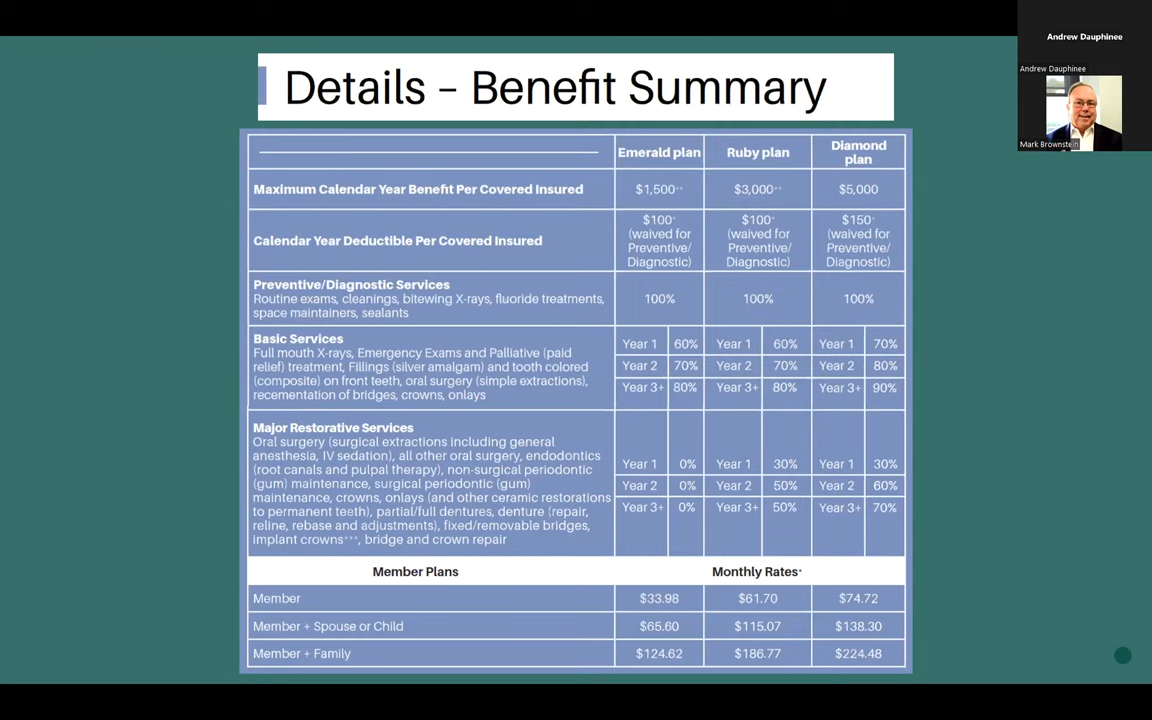 Andrew Dauphinee
Andrew Dauphinee
Mark Brownstein
Details – Benefit Summary
Emerald plan
Ruby plan
Diamond
plan
Maximum Calendar Year Benefit Per Covered Insured
$1,500**
$3,000**
$5,000
Calendar Year Deductible Per Covered Insured
$100*
(waived for
Preventive/
Diagnostic)
$100*
(waived for
Preventive/
Diagnostic)
$150*
(waived for
Preventive/
Diagnostic)
Preventive/Diagnostic Services
Routine exams, cleanings, bitewing X-rays, fluoride treatments,
space maintainers, sealants
100%
100%
100%
Basic Services
Full mouth X-rays, Emergency Exams and Palliative (paid
relief) treatment, Fillings (silver amalgam) and tooth colored
(composite) on front teeth, oral surgery (simple extractions),
recementation of bridges, crowns, onlays
Year 1 60% Year 1 60% Year 1 70%
Year 2 70% Year 2 70% Year 2 80%
Year 3+ 80% Year 3+ 80% Year 3+ 90%
Major Restorative Services
Oral surgery (surgical extractions including general
anesthesia, IV sedation), all other oral surgery, endodontics
(root canals and pulpal therapy), non-surgical periodontic
(gum) maintenance, surgical periodontic (gum)
maintenance, crowns, onlays (and other ceramic restorations
to permanent teeth), partial/full dentures, denture (repair,
reline, rebase and adjustments), fixed/removable bridges,
implant crowns***, bridge and crown repair
Year 1 0% Year 1 30% Year 1 30%
Year 2 0% Year 2 50% Year 2 60%
Year 3+ 0% Year 3+ 50% Year 3+ 70%
Member Plans Monthly Rates*
Member $33.98 $61.70 $74.72
Member + Spouse or Child $65.60 $115.07 $138.30
Member + Family $124.62 $186.77 $224.48